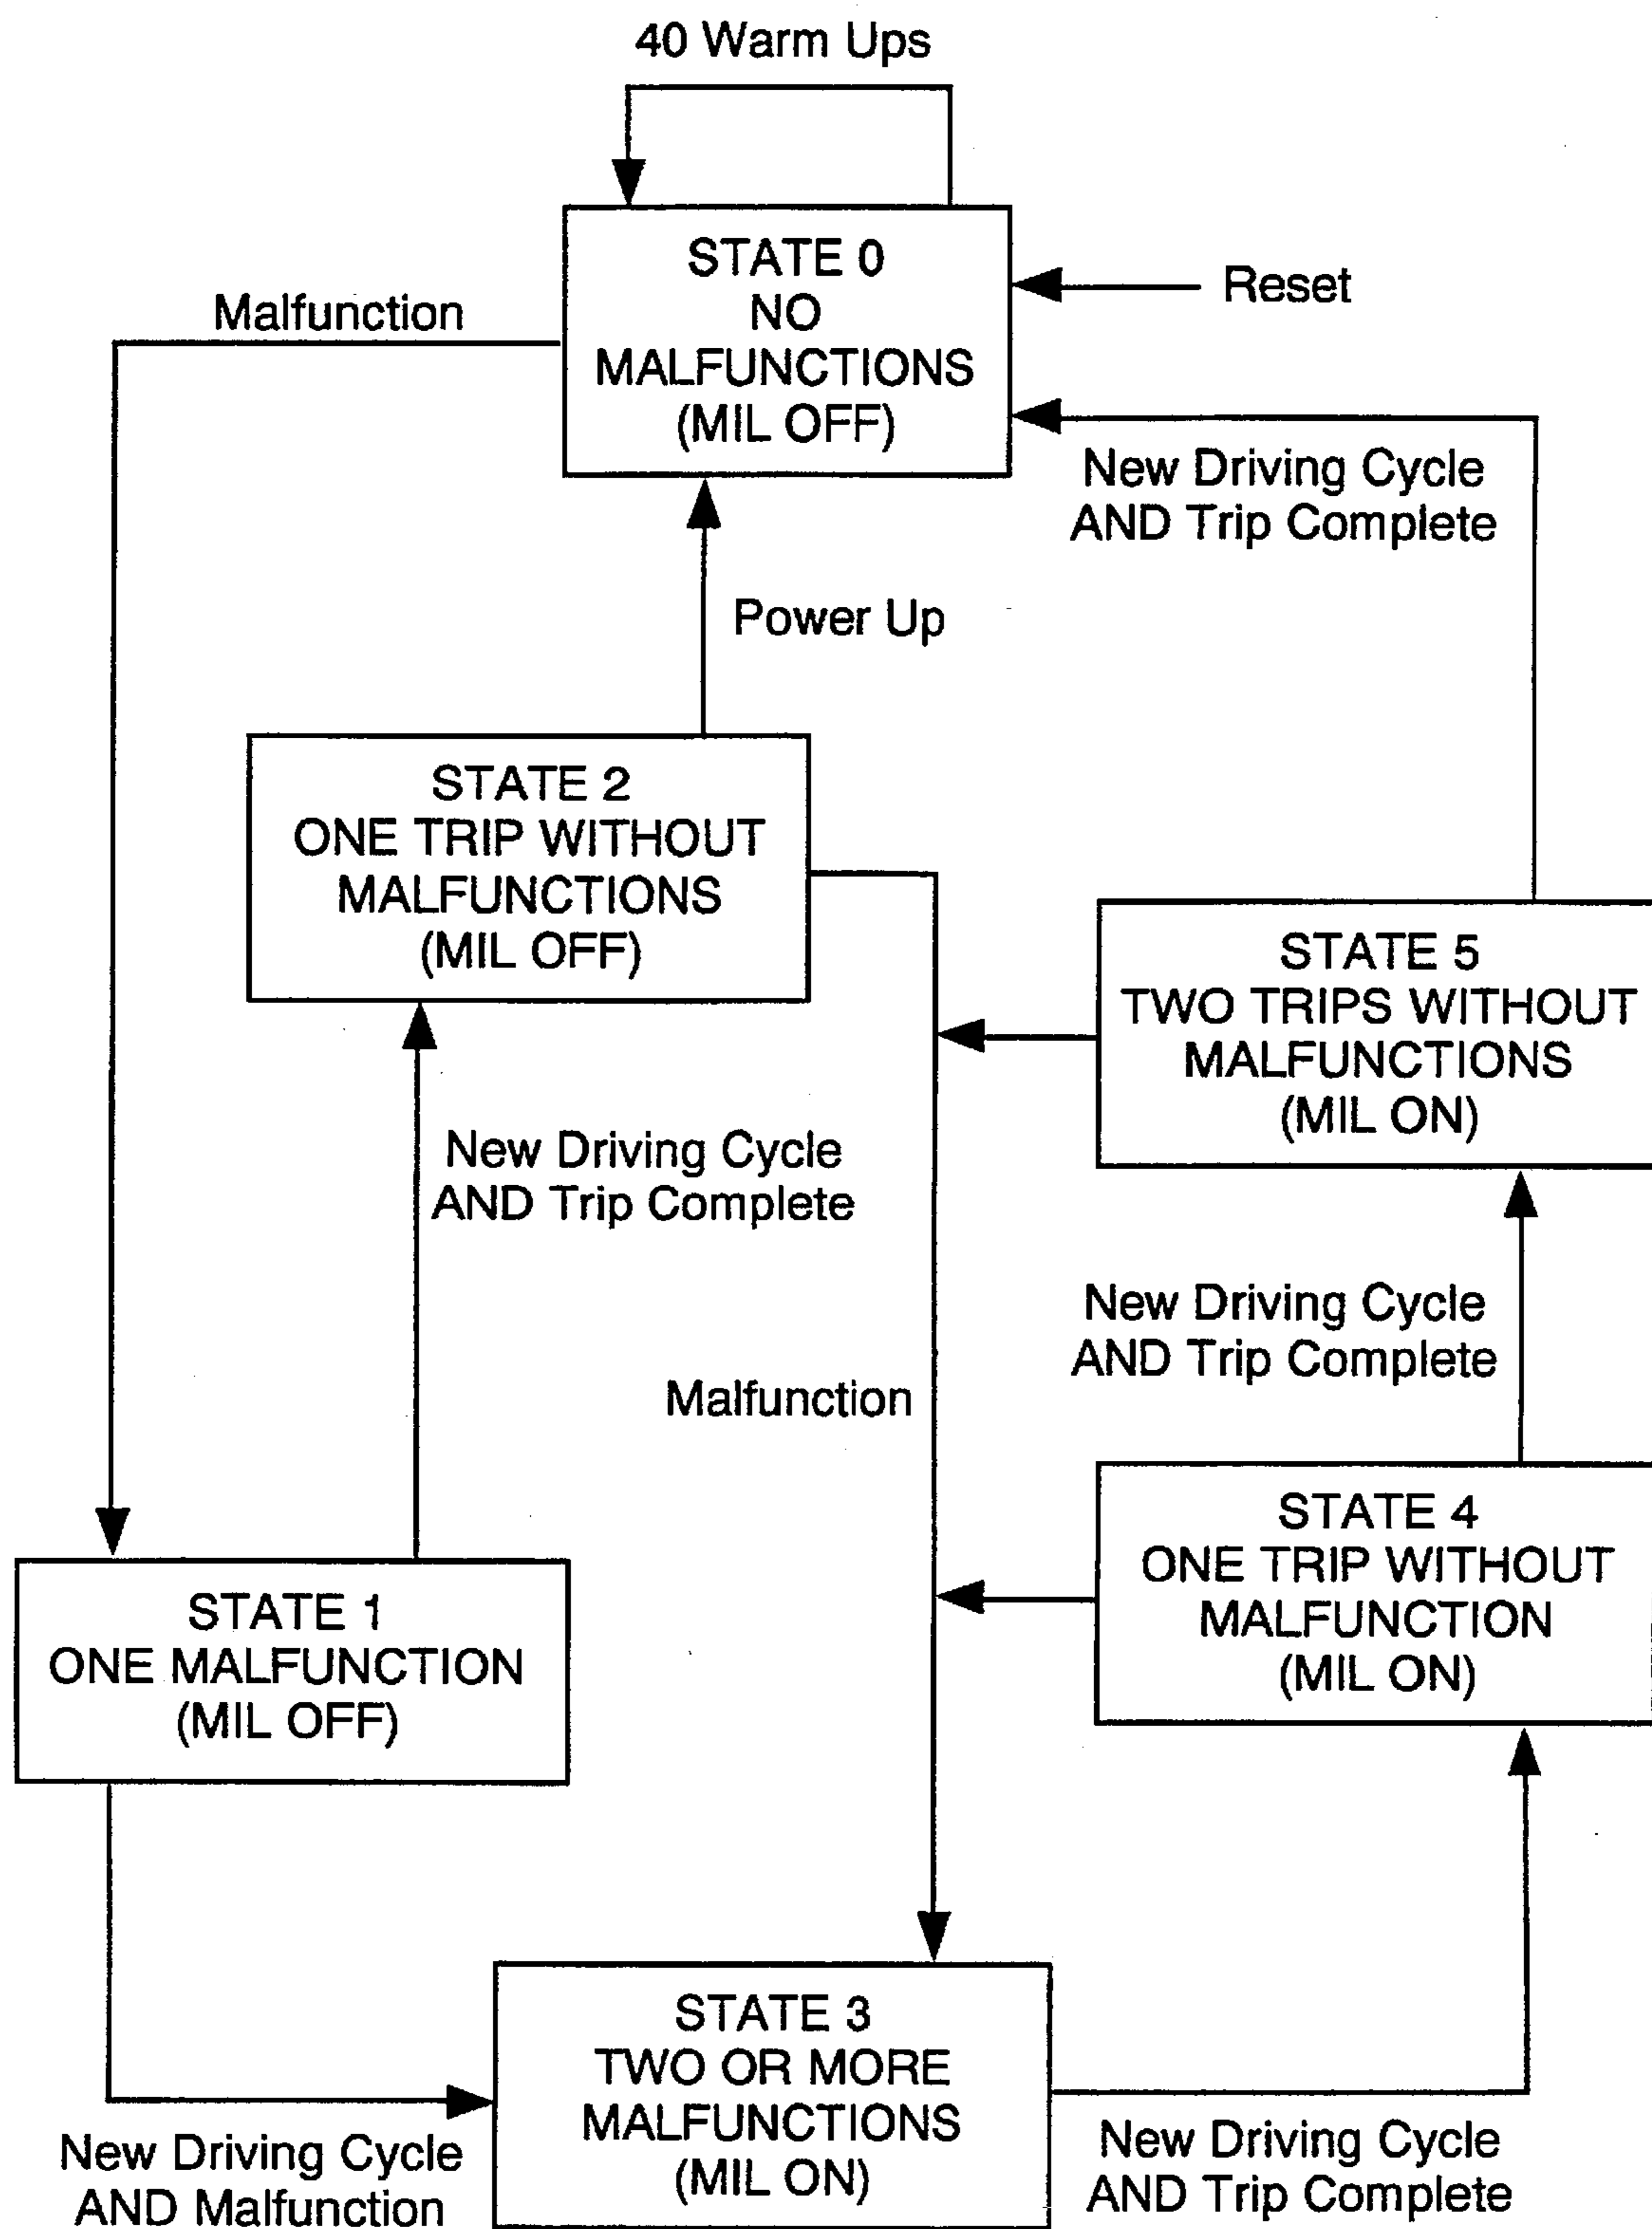 40 Warm Ups
STATE 0
NO
MALFUNCTIONS
(MIL OFF)
Reset
Malfunction
New Driving Cycle
AND Trip Complete
Power Up
STATE 2
ONE TRIP WITHOUT
MALFUNCTIONS
(MIL OFF)
STATE 5
TWO TRIPS WITHOUT
MALFUNCTIONS
(MIL ON)
New Driving Cycle
AND Trip Complete
New Driving Cycle
AND Trip Complete
Malfunction
STATE 4
ONE TRIP WITHOUT
MALFUNCTION
(MIL ON)
STATE 1
ONE MALFUNCTION
(MIL OFF)
STATE 3
TWO OR MORE
MALFUNCTIONS
(MIL ON)
New Driving Cycle
AND Malfunction
New Driving Cycle
AND Trip Complete